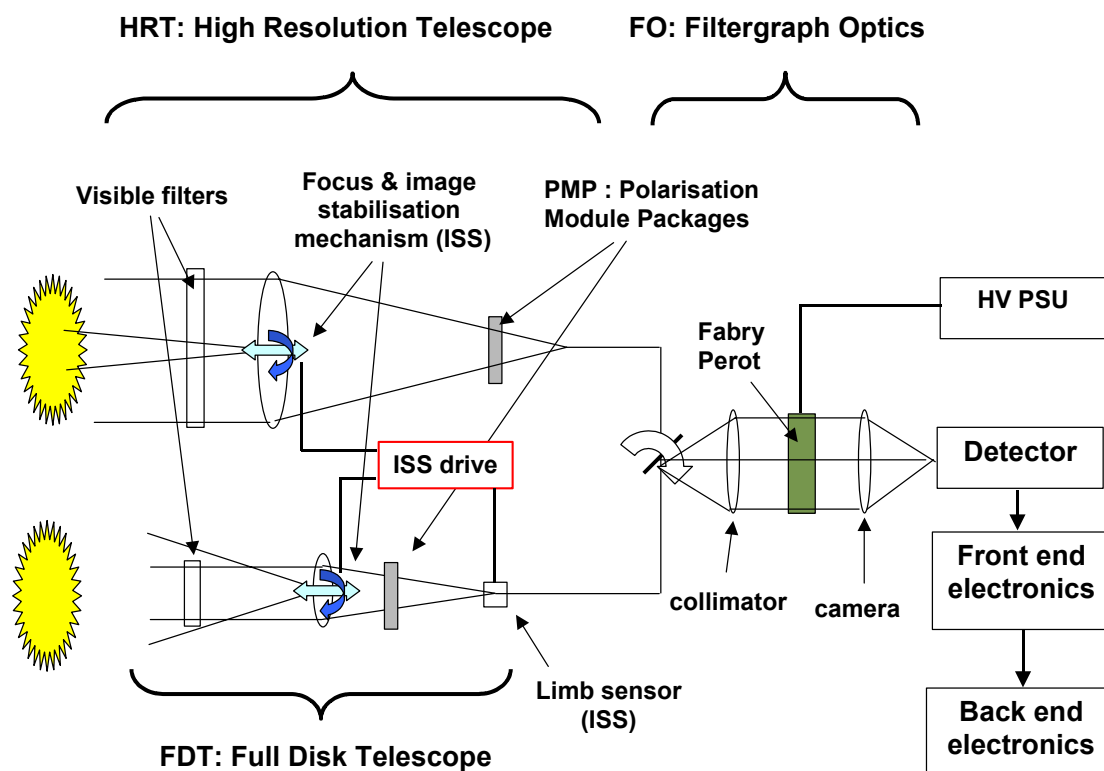 HRT: High Resolution Telescope
FO: Filtergraph Optics
Visible filters
Focus & image
stabilisation
mechanism (ISS)
PMP : Polarisation
Module Packages
HV PSU
Fabry
Perot
ISS drive
Detector
Front end
electronics
collimator
camera
Limb sensor
(ISS)
Back end
electronics
FDT: Full Disk Telescope